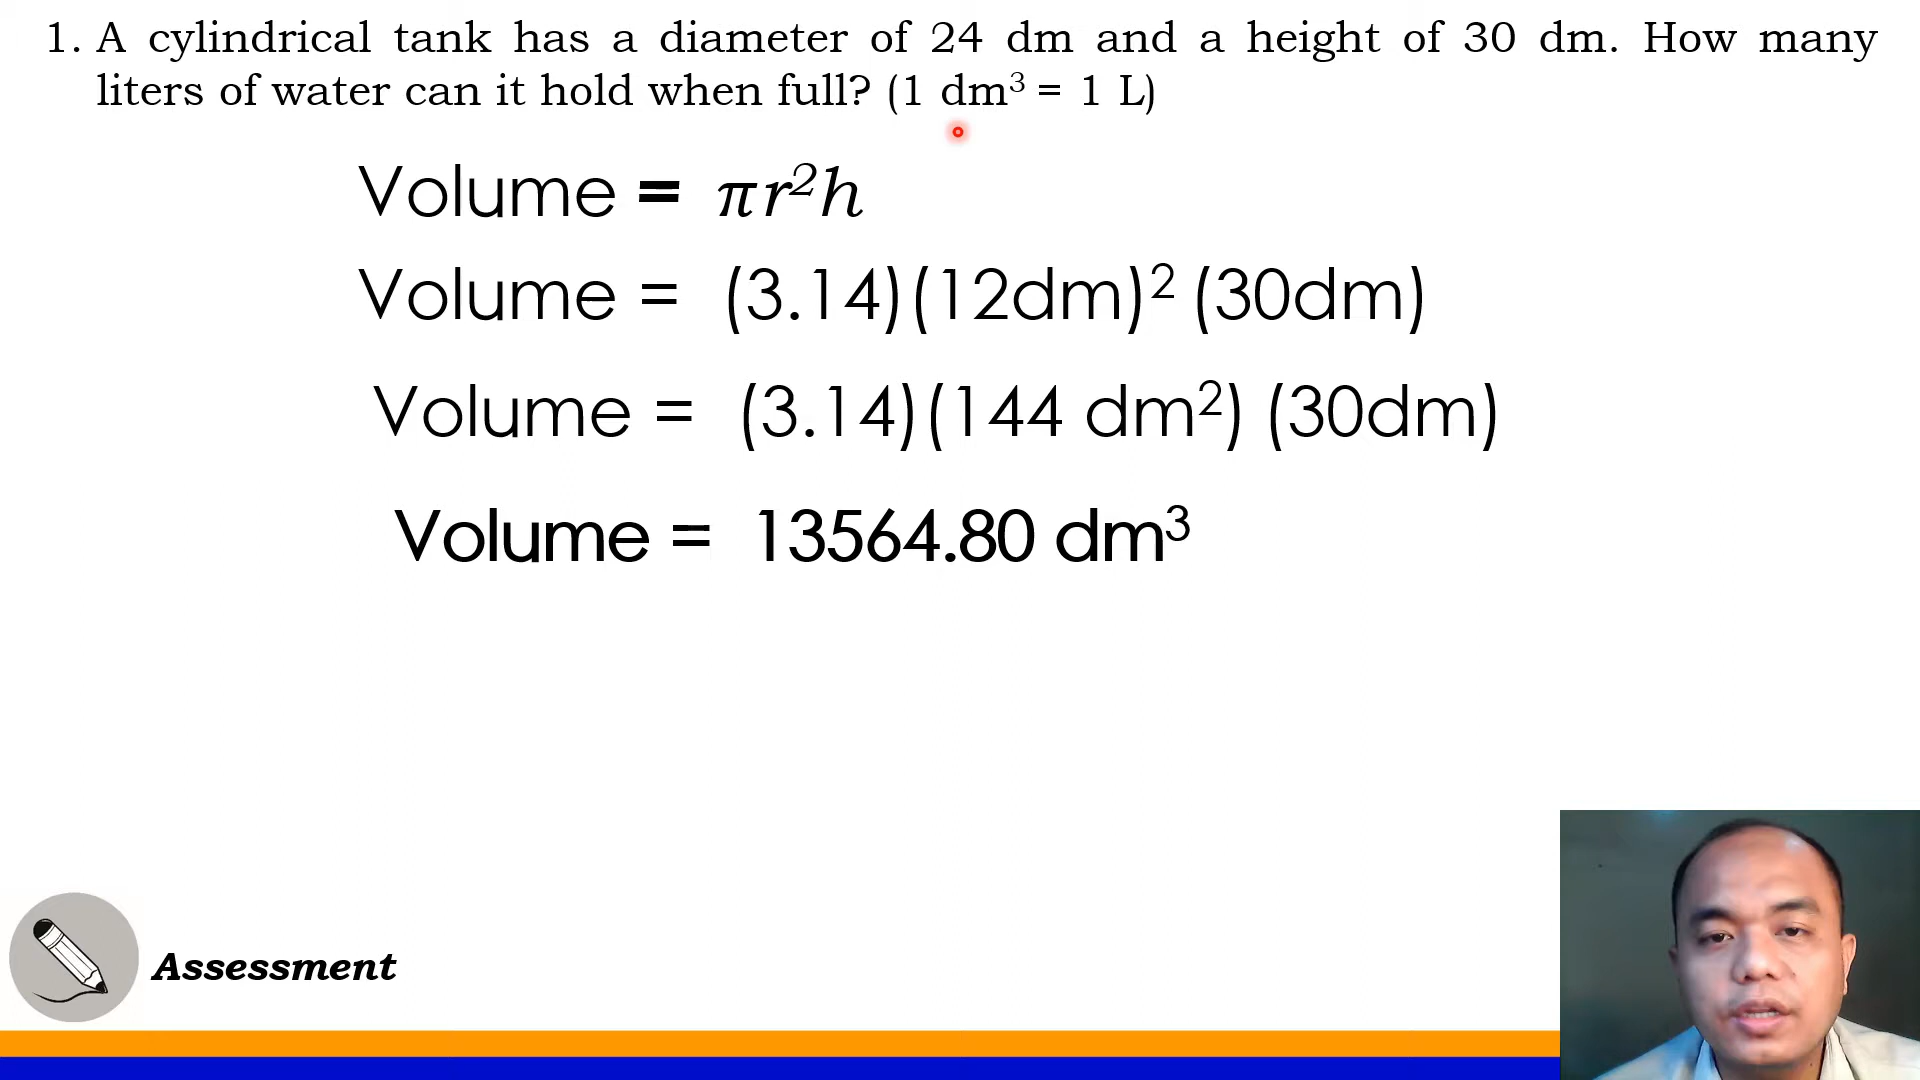 1. A cylindrical tank has a diameter of 24 dm and a height of 30 dm. How many
liters of water can it hold when full? (1 dm³ = 1 L)
Volume = πr²h
Volume = (3.14)(12dm)² (30dm)
Volume = (3.14)(144 dm²) (30dm)
Volume = 13564.80 dm³
Assessment